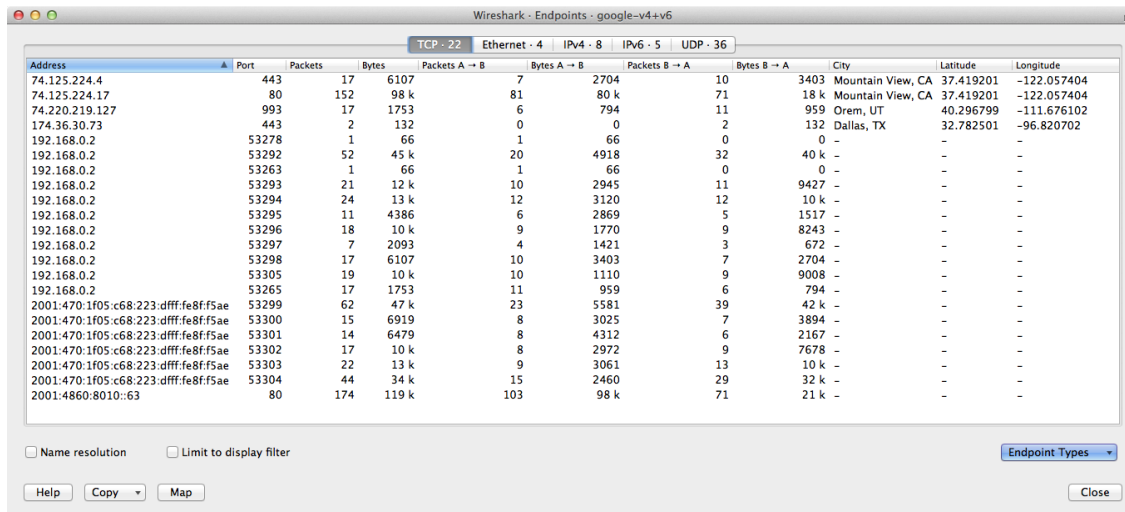 Wireshark · Endpoints · google-v4+v6
TCP · 22 Ethernet · 4 IPv4 · 8 IPv6 · 5 UDP · 36
Address Port Packets Bytes Packets A → B Bytes A → B Packets B → A Bytes B → A City Latitude Longitude
74.125.224.4 443 17 6107 7 2704 10 3403 Mountain View, CA 37.419201 -122.057404
74.125.224.17 80 152 98 k 81 80 k 71 18 k Mountain View, CA 37.419201 -122.057404
74.220.219.127 993 17 1753 6 794 11 959 Orem, UT 40.296799 -111.676102
174.36.30.73 443 2 132 0 0 2 132 Dallas, TX 32.782501 -96.820702
192.168.0.2 53278 1 66 1 66 0 0 - - -
192.168.0.2 53292 52 45 k 20 4918 32 40 k - - -
192.168.0.2 53263 1 66 1 66 0 0 - - -
192.168.0.2 53293 21 12 k 10 2945 11 9427 - - -
192.168.0.2 53294 24 13 k 12 3120 12 10 k - - -
192.168.0.2 53295 11 4386 6 2869 5 1517 - - -
192.168.0.2 53296 18 10 k 9 1770 9 8243 - - -
192.168.0.2 53297 7 2093 4 1421 3 672 - - -
192.168.0.2 53298 17 6107 10 3403 7 2704 - - -
192.168.0.2 53305 19 10 k 10 1110 9 9008 - - -
192.168.0.2 53265 17 1753 11 959 6 794 - - -
2001:470:1f05:c68:223:dfff:fe8f:f5ae 53299 62 47 k 23 5581 39 42 k - - -
2001:470:1f05:c68:223:dfff:fe8f:f5ae 53300 15 6919 8 3025 7 3894 - - -
2001:470:1f05:c68:223:dfff:fe8f:f5ae 53301 14 6479 8 4312 6 2167 - - -
2001:470:1f05:c68:223:dfff:fe8f:f5ae 53302 17 10 k 8 2972 9 7678 - - -
2001:470:1f05:c68:223:dfff:fe8f:f5ae 53303 22 13 k 9 3061 13 10 k - - -
2001:470:1f05:c68:223:dfff:fe8f:f5ae 53304 44 34 k 15 2460 29 32 k - - -
2001:4860:8010::63 80 174 119 k 103 98 k 71 21 k - - -
Name resolution Limit to display filter Endpoint Types
Help Copy Map Close